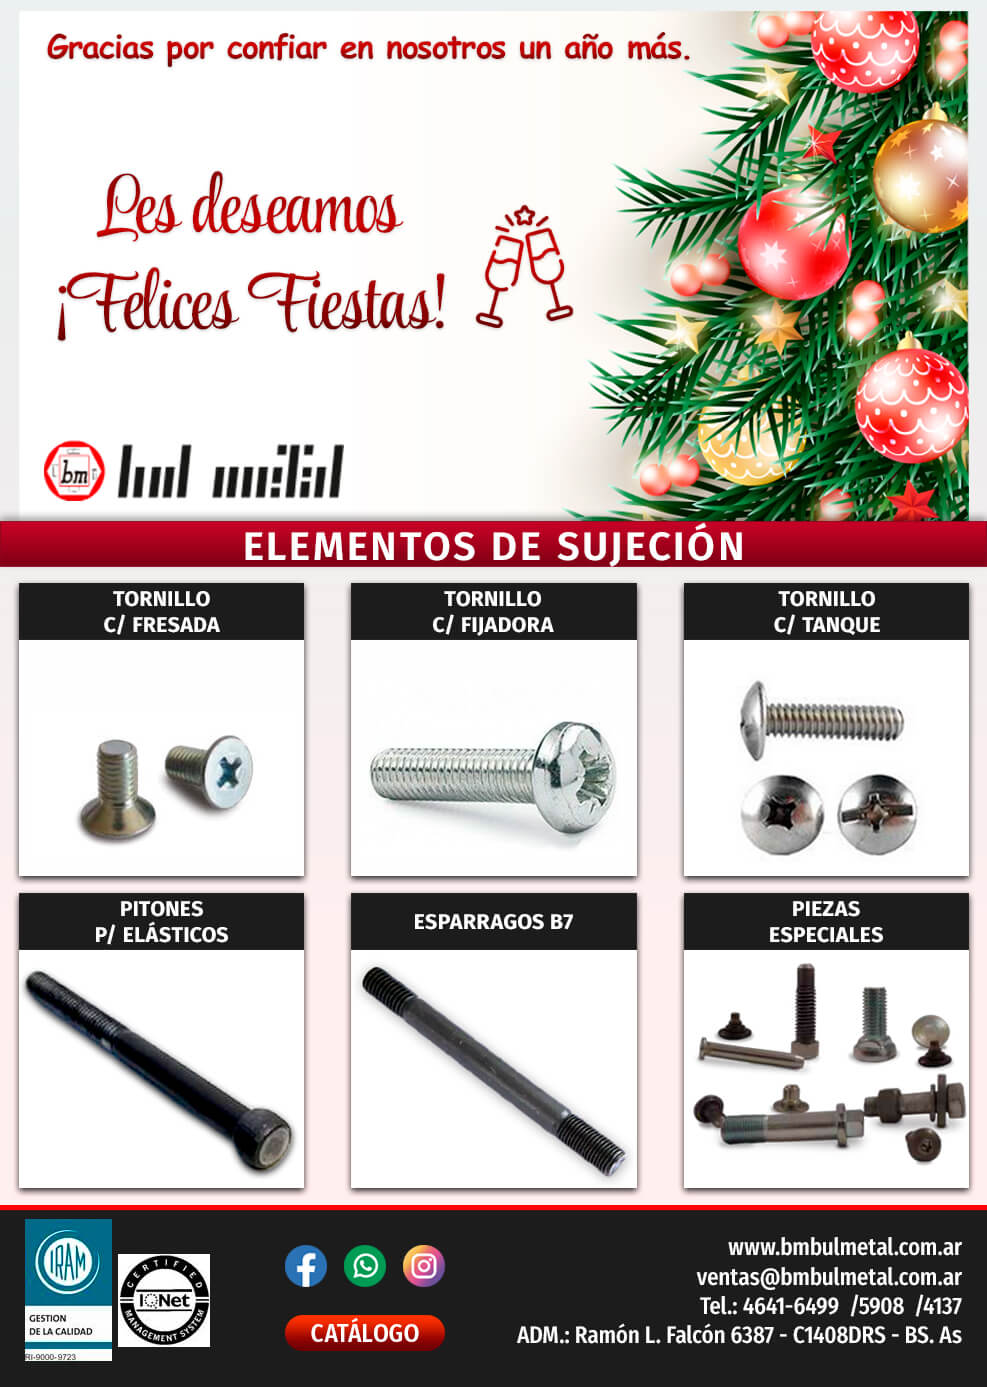 Gracias por confiar en nosotros un año más.
Les deseamos
¡Felices Fiestas!
bm bul metal
ELEMENTOS DE SUJECIÓN
TORNILLO
C/ FRESADA
TORNILLO
C/ FIJADORA
TORNILLO
C/ TANQUE
PITONES
P/ ELÁSTICOS
ESPARRAGOS B7
PIEZAS
ESPECIALES
IRAM
GESTION
DE LA CALIDAD
RI-9000-9723
CERTIFIED
IQNet
MANAGEMENT SYSTEM
CATÁLOGO
www.bmbulmetal.com.ar
ventas@bmbulmetal.com.ar
Tel.: 4641-6499 /5908 /4137
ADM.: Ramón L. Falcón 6387 - C1408DRS - BS. As